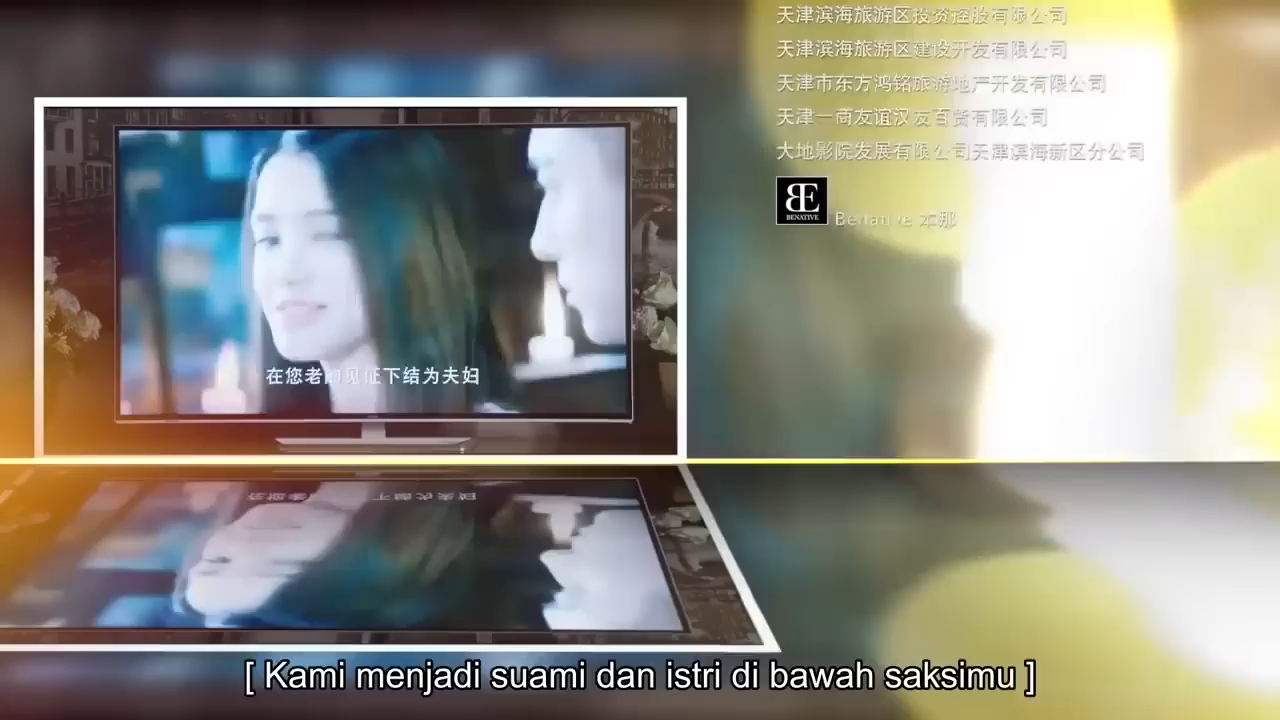 天津滨海旅游区投资控股有限公司
天津滨海旅游区建设开发有限公司
天津市东方鸿铭旅游地产开发有限公司
天津一商友谊汉友百货有限公司
大地影院发展有限公司天津滨海新区分公司
BE
BENATIVE
Benative 本那
在您老的见证下结为夫妇
[ Kami menjadi suami dan istri di bawah saksimu ]